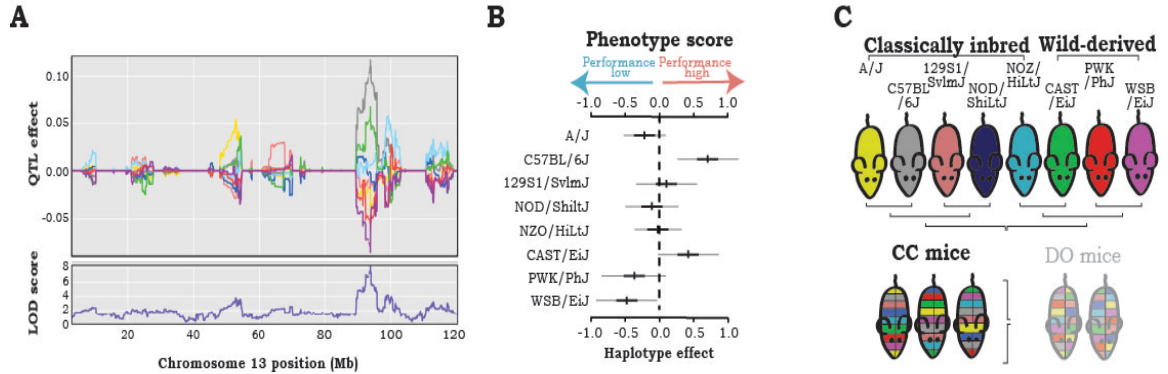 A
QTL effect
0.10
0.05
0.00
-0.05
LOD score
8
6
4
2
0
20
40
60
80
100
120
Chromosome 13 position (Mb)
B
Phenotype score
Performance low
Performance high
-1.0 -0.5 0.0 0.5 1.0
A/J
C57BL/6J
129S1/SvlmJ
NOD/ShiltJ
NZO/HiLtJ
CAST/EiJ
PWK/PhJ
WSB/EiJ
-1.0 -0.5 0.0 0.5 1.0
Haplotype effect
C
Classically inbred
Wild-derived
A/J
C57BL
/6J
129S1/
SvlmJ
NOD/
ShiLtJ
NOZ/
HiLtJ
CAST/
EiJ
PWK
/PhJ
WSB
/EiJ
CC mice
DO mice